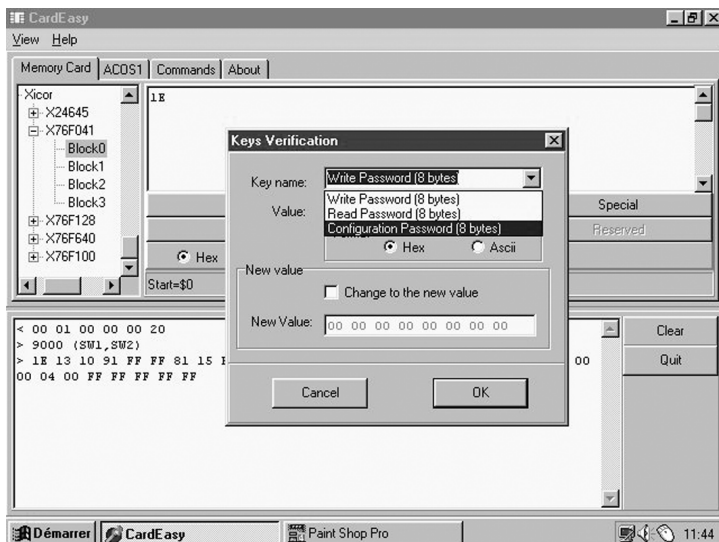 CardEasy
View Help
Memory Card ACOS1 Commands About
Xicor
X24645
X76F041
Block0
Block1
Block2
Block3
X76F128
X76F640
X76F100
1E
Special
Reserved
Hex
Start=$0
Keys Verification
Key name: Write Password (8 bytes)
Write Password (8 bytes)
Read Password (8 bytes)
Configuration Password (8 bytes)
Value:
Hex Ascii
New value
Change to the new value
New Value: 00 00 00 00 00 00 00 00
Cancel OK
< 00 01 00 00 00 20
> 9000 (SW1,SW2)
> 1E 13 10 91 FF FF 81 15 00
00 04 00 FF FF FF FF FF
Clear
Quit
Démarrer CardEasy Paint Shop Pro 11:44